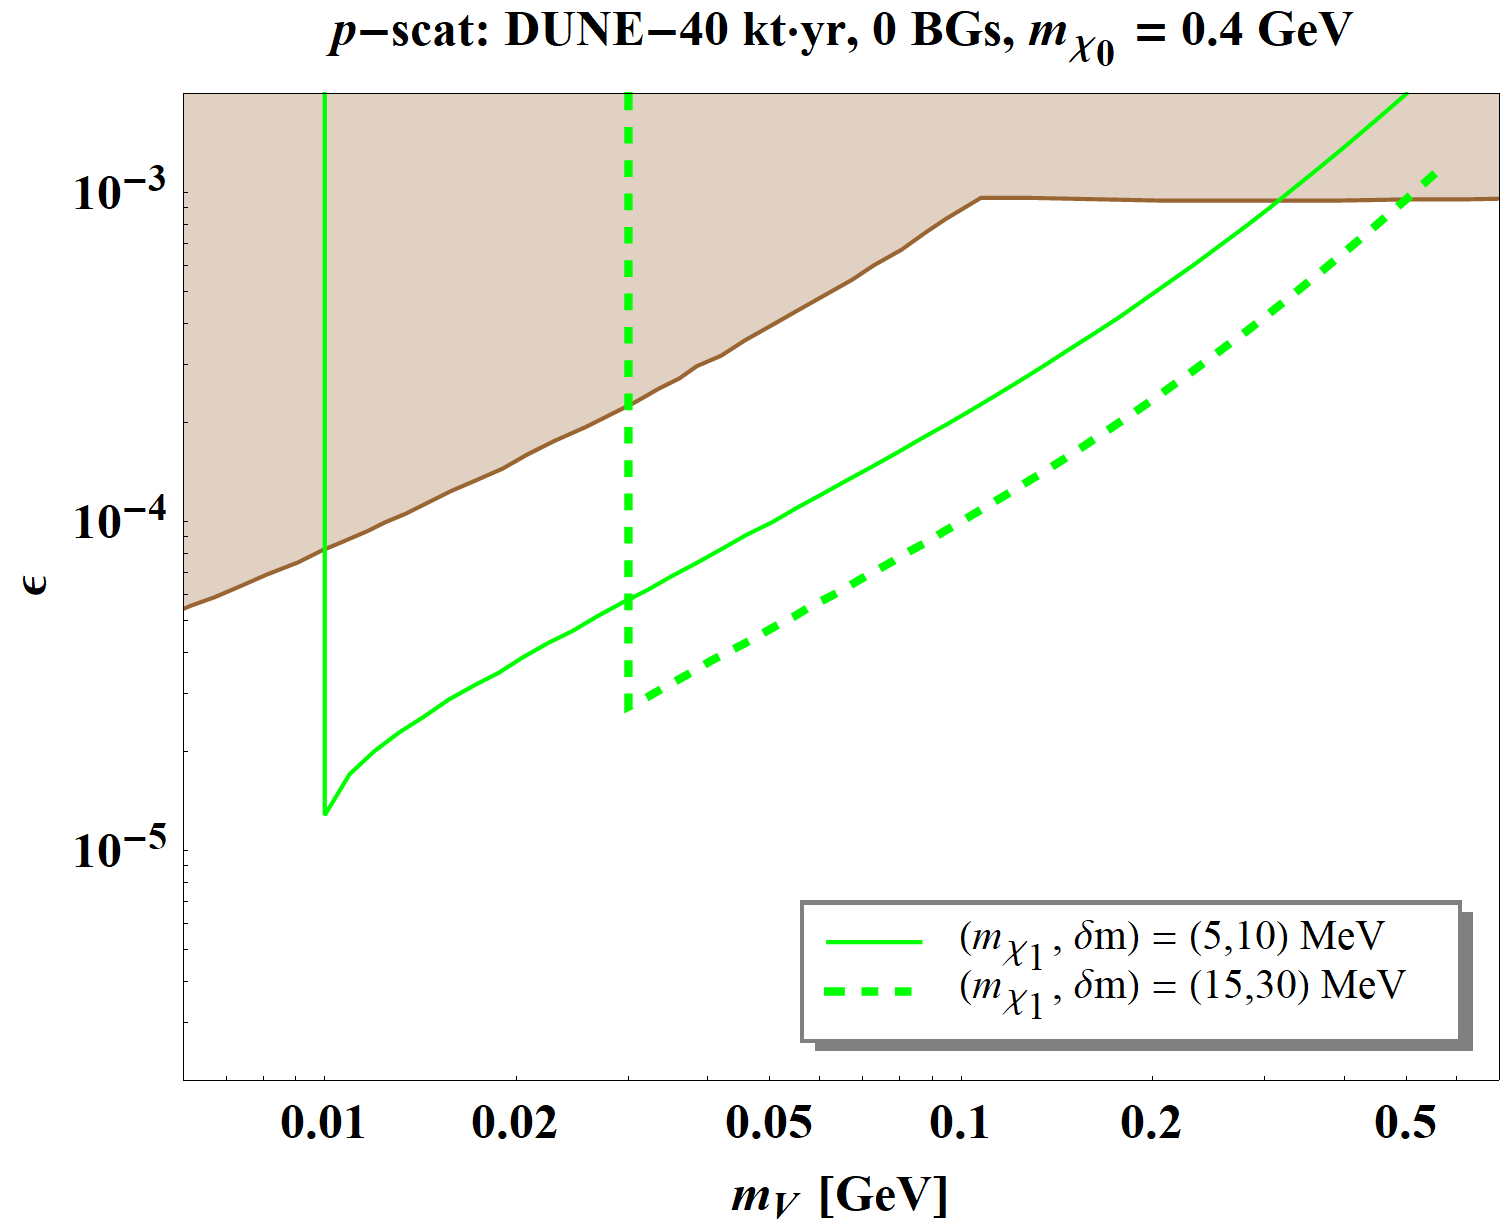 p−scat: DUNE−40 kt·yr, 0 BGs, mχ0 = 0.4 GeV
10−3
10−4
ϵ
10−5
(mχ1, δm) = (5,10) MeV
(mχ1, δm) = (15,30) MeV
0.01 0.02 0.05 0.1 0.2 0.5
mV [GeV]